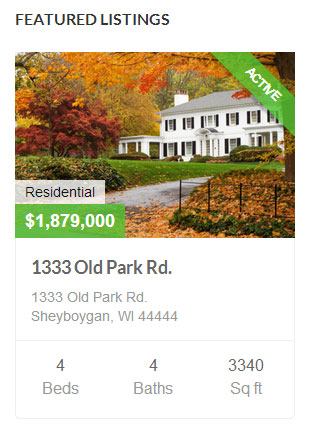 FEATURED LISTINGS
ACTIVE
Residential
$1,879,000
1333 Old Park Rd.
1333 Old Park Rd.
Sheyboygan, WI 44444
4 4 3340
Beds Baths Sq ft